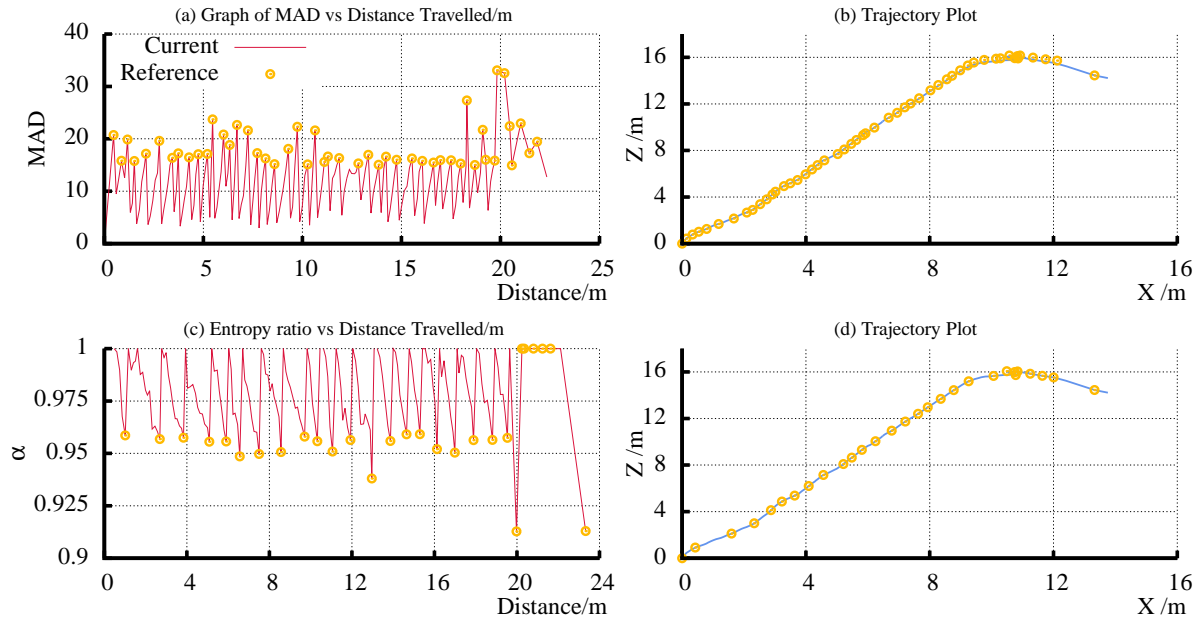 (a) Graph of MAD vs Distance Travelled/m
40
30
20
10
0
MAD
Current
Reference
0 5 10 15 20 25
Distance/m
(b) Trajectory Plot
16
12
8
4
0
Z /m
0 4 8 12 16
X /m
(c) Entropy ratio vs Distance Travelled/m
1
0.975
0.95
0.925
0.9
α
0 4 8 12 16 20 24
Distance/m
(d) Trajectory Plot
16
12
8
4
0
Z /m
0 4 8 12 16
X /m